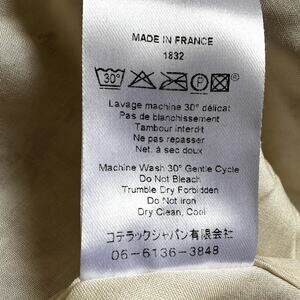 MADE IN FRANCE
1832
30°
P
Lavage machine 30° délicat
Pas de blanchissement
Tambour interdit
Ne pas repasser
Net. à sec doux
Machine Wash 30° Gentle Cycle
Do Not Bleach
Trumble Dry Forbidden
Do Not Iron
Dry Clean, Cool
コテラックジャパン有限会社
06-6136-3848